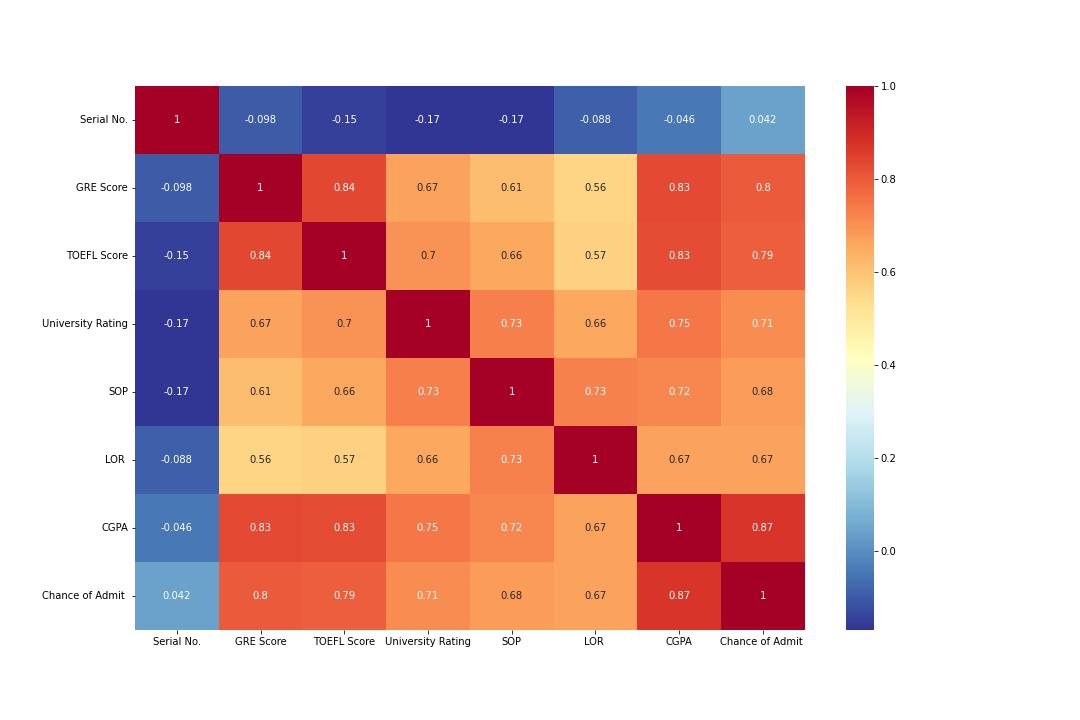 1.0
Serial No. 1 -0.098 -0.15 -0.17 -0.17 -0.088 -0.046 0.042
0.8
GRE Score -0.098 1 0.84 0.67 0.61 0.56 0.83 0.8
TOEFL Score -0.15 0.84 1 0.7 0.66 0.57 0.83 0.79
0.6
University Rating -0.17 0.67 0.7 1 0.73 0.66 0.75 0.71
0.4
SOP -0.17 0.61 0.66 0.73 1 0.73 0.72 0.68
LOR -0.088 0.56 0.57 0.66 0.73 1 0.67 0.67
0.2
CGPA -0.046 0.83 0.83 0.75 0.72 0.67 1 0.87
0.0
Chance of Admit 0.042 0.8 0.79 0.71 0.68 0.67 0.87 1
Serial No. GRE Score TOEFL Score University Rating SOP LOR CGPA Chance of Admit